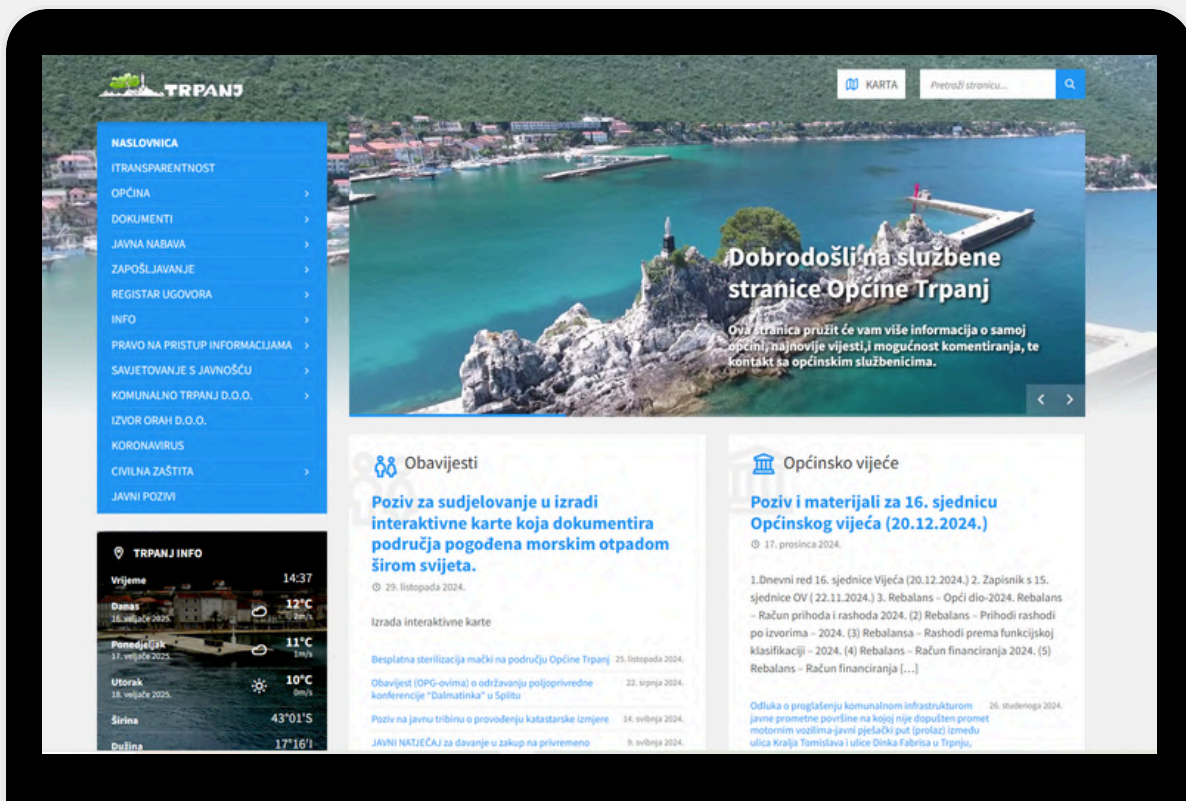 TRPANJ
KARTA
Pretraži stranicu...
NASLOVNICA
ITRANSPARENTNOST
OPĆINA
DOKUMENTI
JAVNA NABAVA
ZAPOŠLJAVANJE
REGISTAR UGOVORA
INFO
PRAVO NA PRISTUP INFORMACIJAMA
SAVJETOVANJE S JAVNOŠĆU
KOMUNALNO TRPANJ D.O.O.
IZVOR ORAH D.O.O.
KORONAVIRUS
CIVILNA ZAŠTITA
JAVNI POZIVI
Dobrodošli na službene
stranice Općine Trpanj
Ova stranica pružit će vam više informacija o samoj
općini, najnovije vijesti,i mogućnost komentiranja, te
kontakt sa općinskim službenicima.
TRPANJ INFO
Vrijeme 14:37
Danas 12°C
16. veljače 2025. 2m/s
Ponedjeljak 11°C
17. veljače 2025. 1m/s
Utorak 10°C
18. veljače 2025. 0m/s
Širina 43°01'S
Dužina 17°16'I
Obavijesti
Poziv za sudjelovanje u izradi
interaktivne karte koja dokumentira
područja pogođena morskim otpadom
širom svijeta.
29. listopada 2024.
Izrada interaktivne karte
Besplatna sterilizacija mački na području Općine Trpanj 25. listopada 2024.
Obavijest (OPG-ovima) o održavanju poljoprivredne 22. srpnja 2024.
konferencije "Dalmatinka" u Splitu
Poziv na javnu tribinu o provođenju katastarske izmjere 14. svibnja 2024.
JAVNI NATJEČAJ za davanje u zakup na privremeno 9. svibnja 2024.
Općinsko vijeće
Poziv i materijali za 16. sjednicu
Općinskog vijeća (20.12.2024.)
17. prosinca 2024.
1.Dnevni red 16. sjednice Vijeća (20.12.2024.) 2. Zapisnik s 15.
sjednice OV ( 22.11.2024.) 3. Rebalans – Opći dio-2024. Rebalans
– Račun prihoda i rashoda 2024. (2) Rebalans – Prihodi rashodi
po izvorima – 2024. (3) Rebalansa – Rashodi prema funkcijskoj
klasifikaciji – 2024. (4) Rebalans – Račun financiranja 2024. (5)
Rebalans – Račun financiranja […]
Odluka o proglašenju komunalnom infrastrukturom 26. studenoga 2024.
javne prometne površine na kojoj nije dopušten promet
motornim vozilima-javni pješački put (prolaz) između
ulica Kralja Tomislava i ulice Dinka Fabrisa u Trpnju,